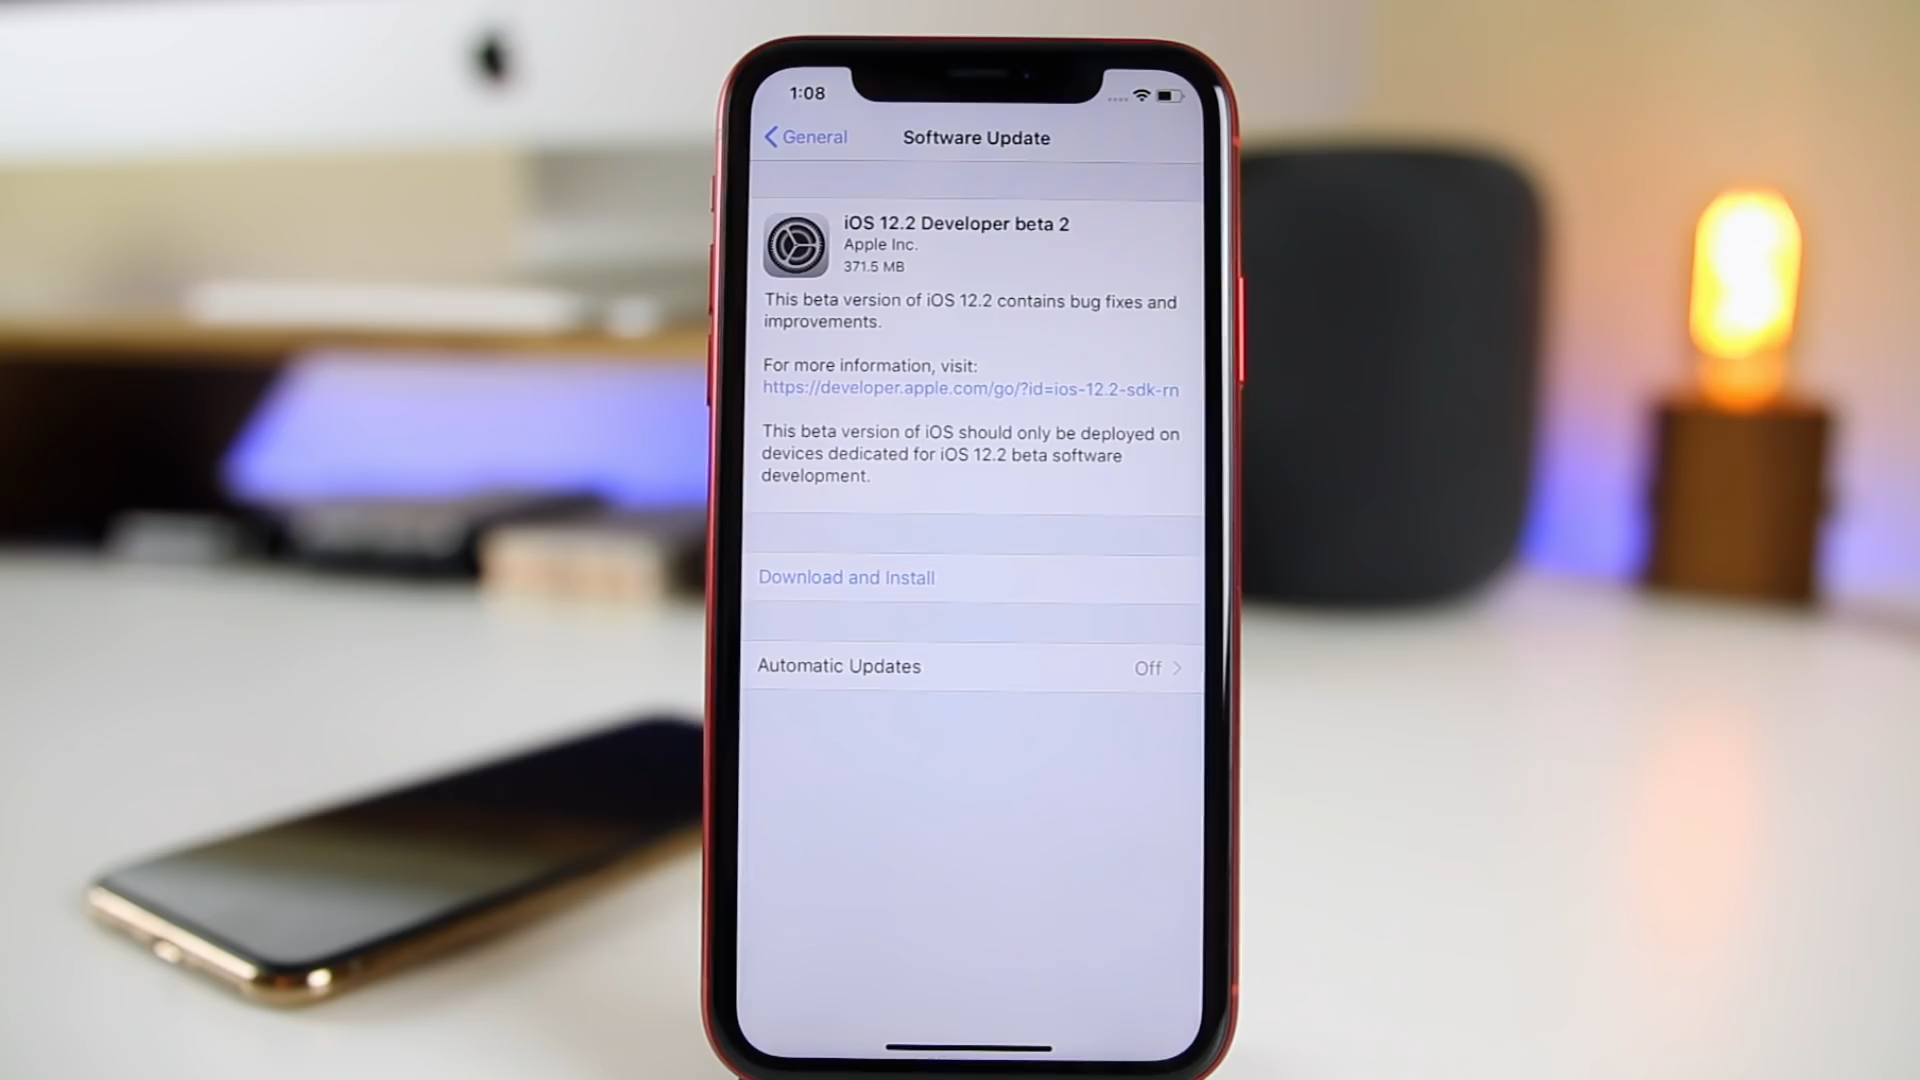 1:08
General
Software Update
iOS 12.2 Developer beta 2
Apple Inc.
371.5 MB
This beta version of iOS 12.2 contains bug fixes and
improvements.
For more information, visit:
https://developer.apple.com/go/?id=ios-12.2-sdk-rn
This beta version of iOS should only be deployed on
devices dedicated for iOS 12.2 beta software
development.
Download and Install
Automatic Updates Off